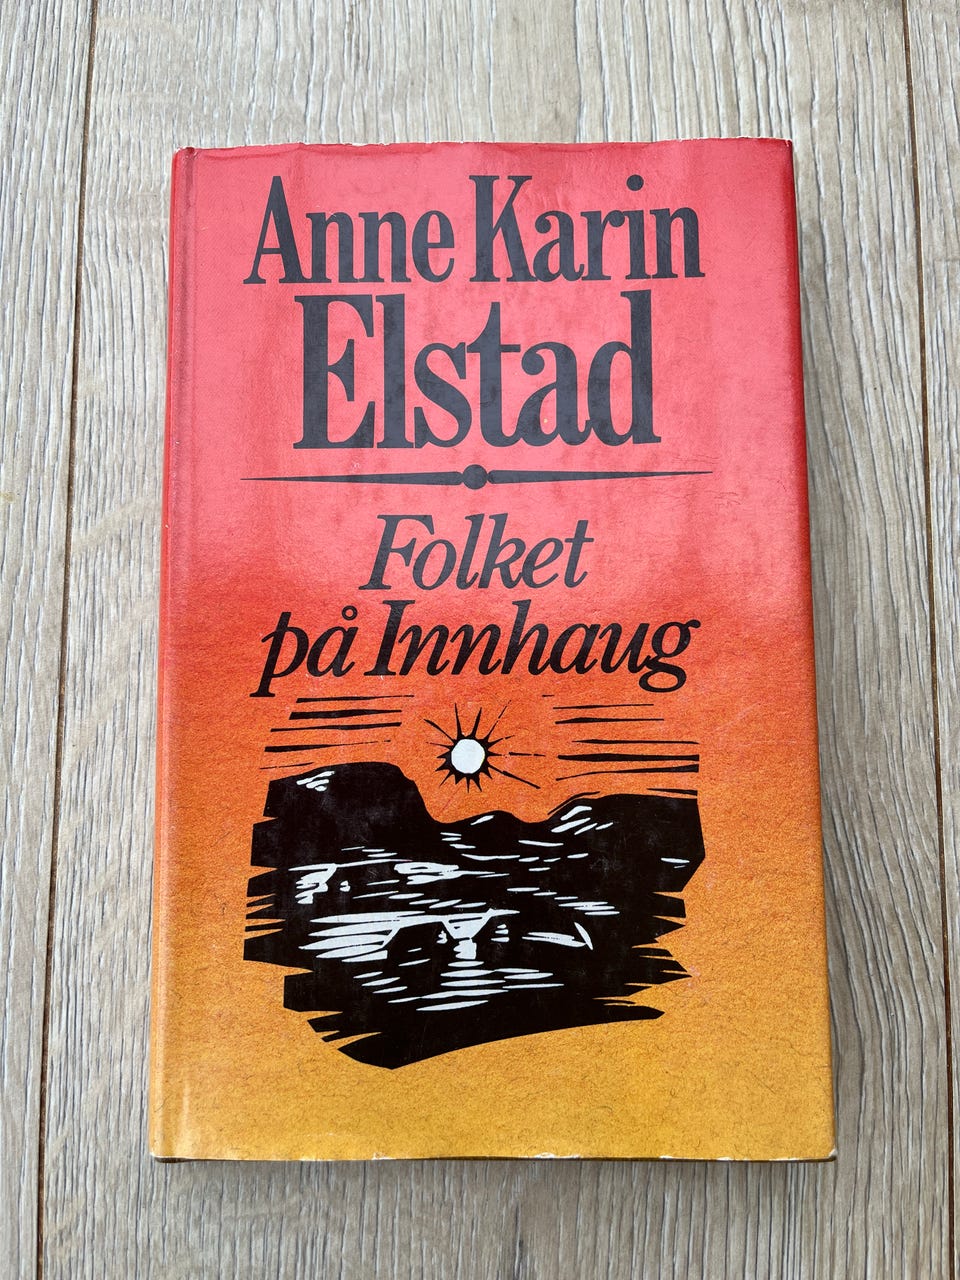 Anne Karin
Elstad
Folket
på Innhaug